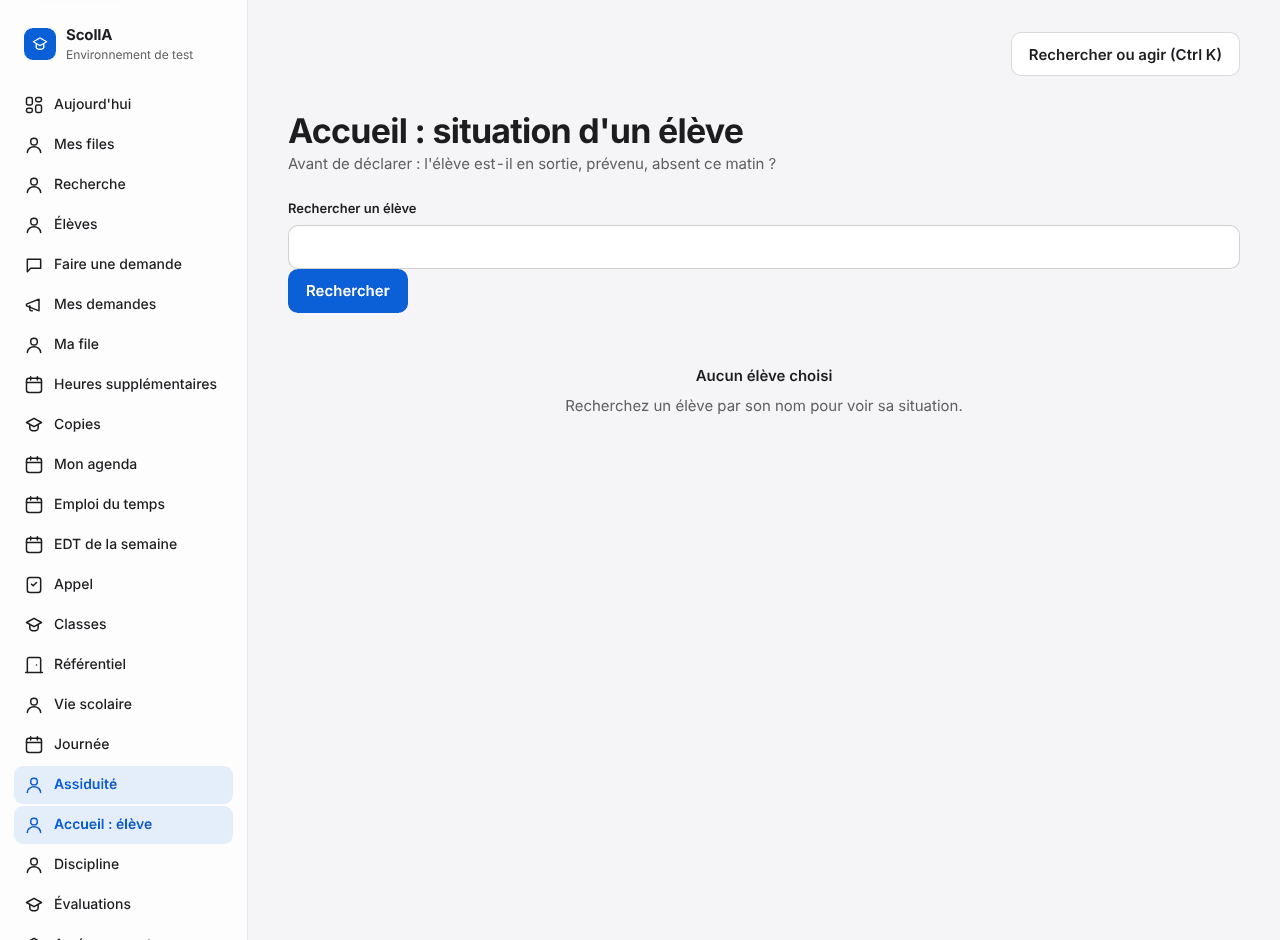 ScolIA
Environnement de test
Aujourd'hui
Mes files
Recherche
Élèves
Faire une demande
Mes demandes
Ma file
Heures supplémentaires
Copies
Mon agenda
Emploi du temps
EDT de la semaine
Appel
Classes
Référentiel
Vie scolaire
Journée
Assiduité
Accueil : élève
Discipline
Évaluations
Rechercher ou agir (Ctrl K)
Accueil : situation d'un élève
Avant de déclarer : l'élève est-il en sortie, prévenu, absent ce matin ?
Rechercher un élève
Rechercher
Aucun élève choisi
Recherchez un élève par son nom pour voir sa situation.